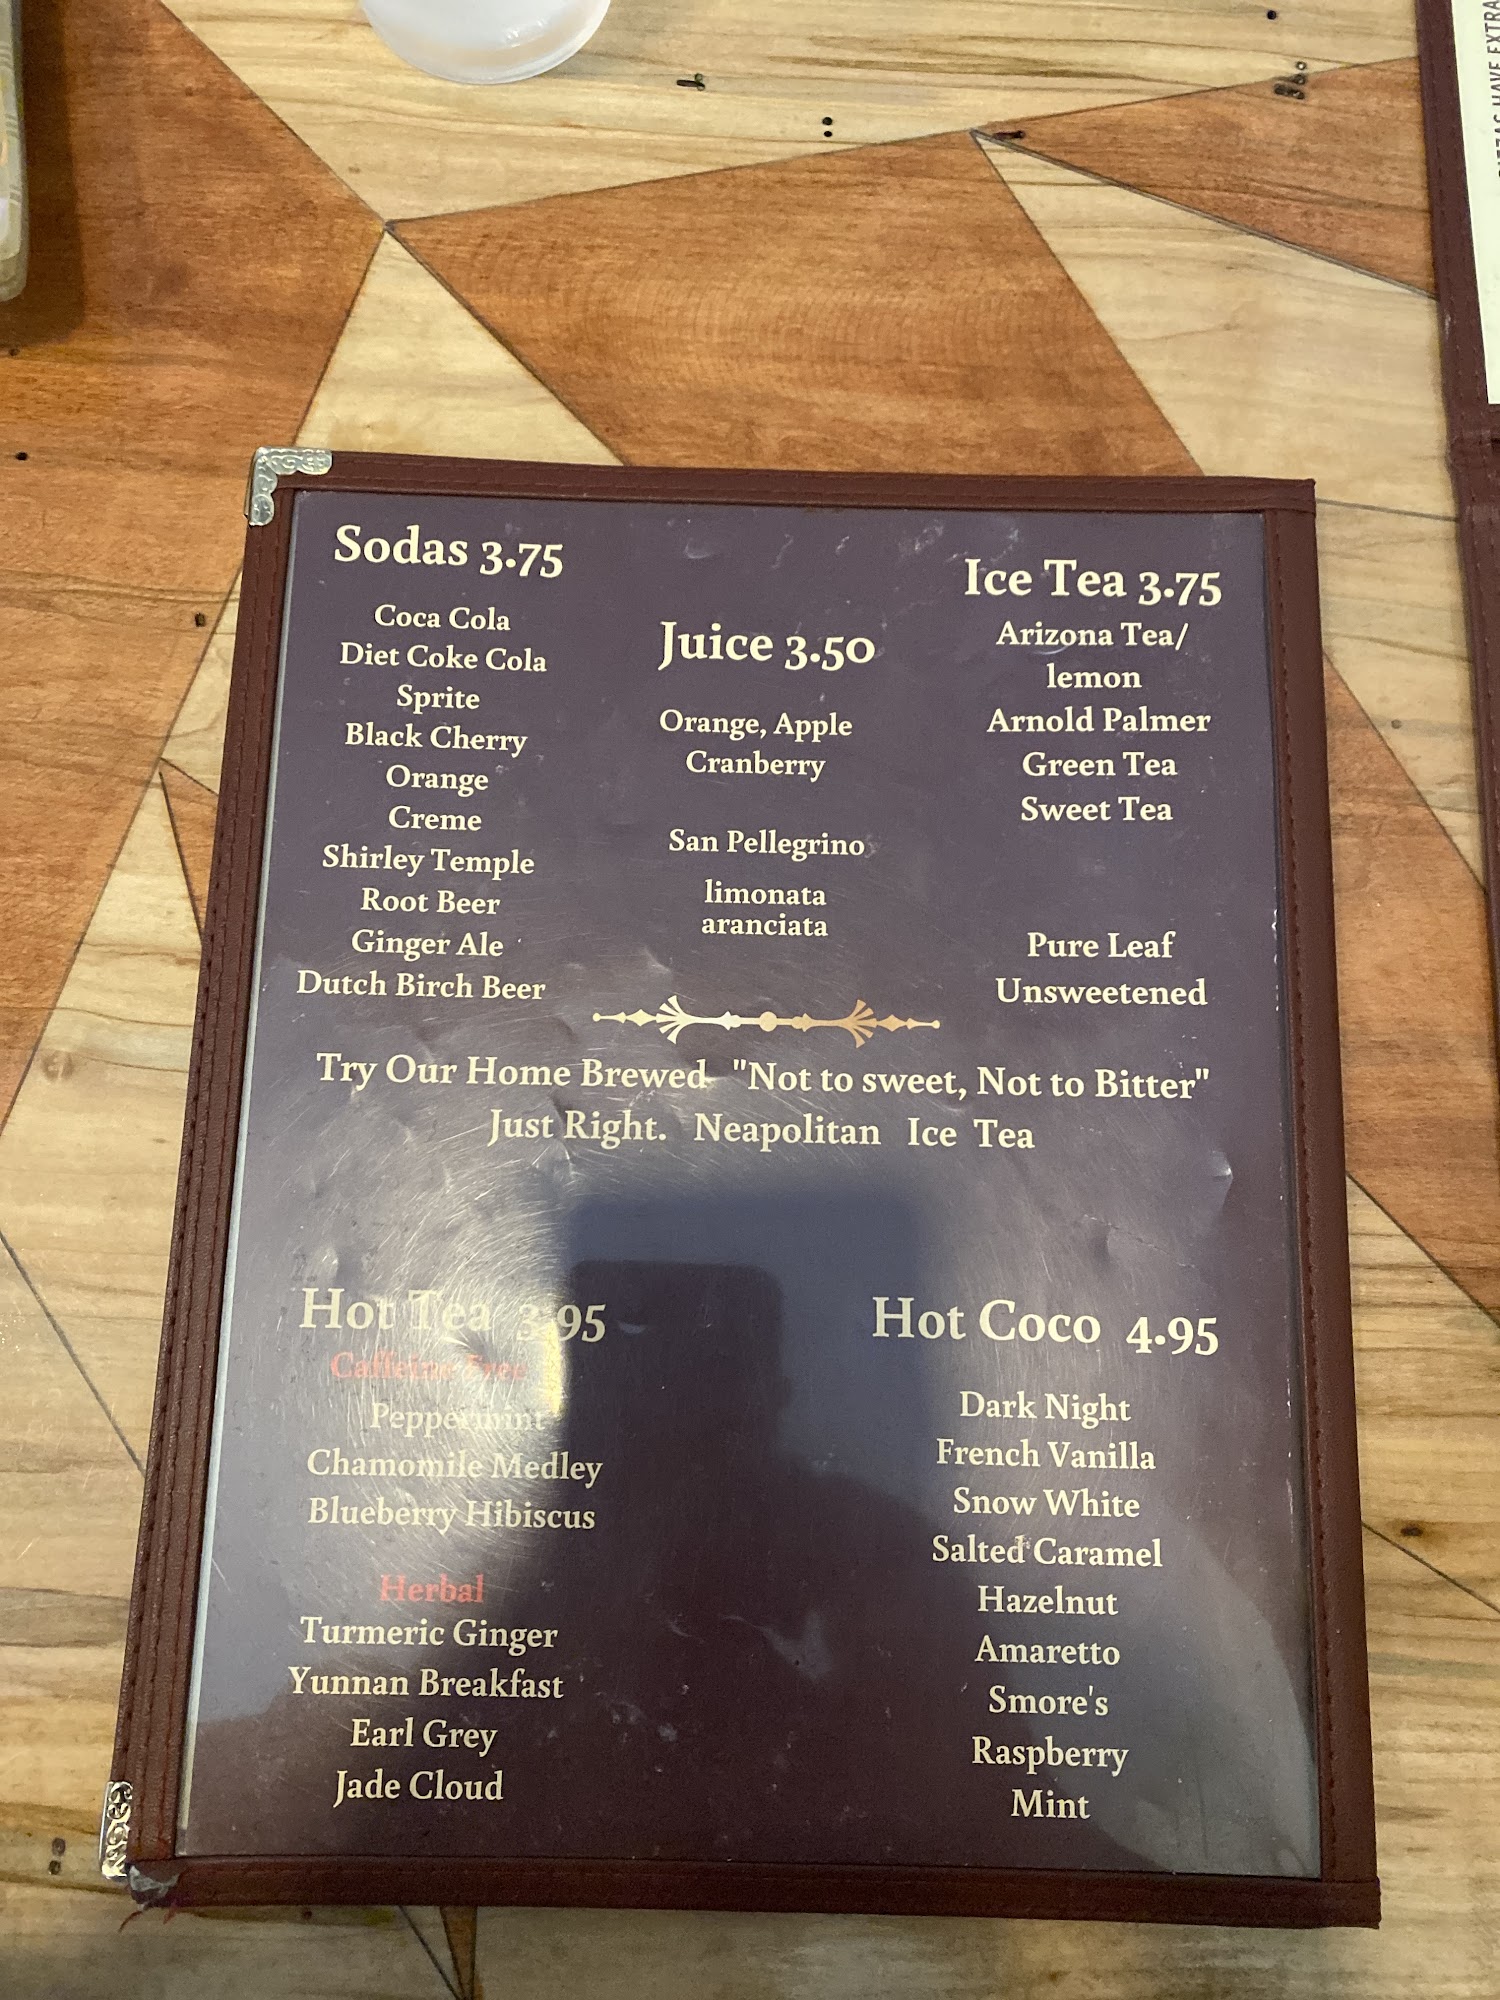 Sodas 3.75
Coca Cola
Diet Coke Cola
Sprite
Black Cherry
Orange
Creme
Shirley Temple
Root Beer
Ginger Ale
Dutch Birch Beer
Juice 3.50
Orange, Apple
Cranberry
San Pellegrino
limonata
aranciata
Ice Tea 3.75
Arizona Tea/
lemon
Arnold Palmer
Green Tea
Sweet Tea
Pure Leaf
Unsweetened
Try Our Home Brewed "Not to sweet, Not to Bitter"
Just Right. Neapolitan Ice Tea
Hot Tea 3.95
Caffeine Free
Peppermint
Chamomile Medley
Blueberry Hibiscus
Herbal
Turmeric Ginger
Yunnan Breakfast
Earl Grey
Jade Cloud
Hot Coco 4.95
Dark Night
French Vanilla
Snow White
Salted Caramel
Hazelnut
Amaretto
Smore's
Raspberry
Mint
HAVE EXTRA